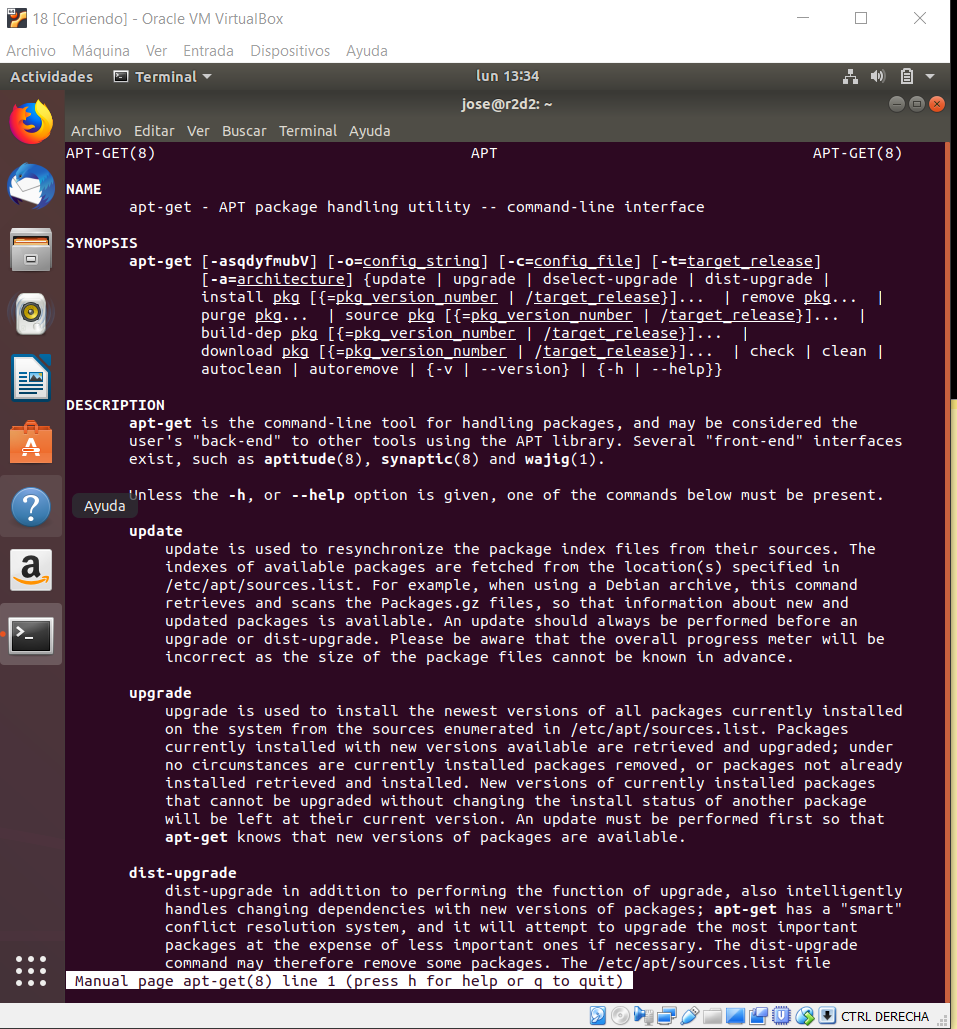 18 [Corriendo] - Oracle VM VirtualBox
Archivo Máquina Ver Entrada Dispositivos Ayuda
Actividades Terminal lun 13:34
jose@r2d2: ~
Archivo Editar Ver Buscar Terminal Ayuda
APT-GET(8) APT APT-GET(8)
NAME
apt-get - APT package handling utility -- command-line interface
SYNOPSIS
apt-get [-asqdyfmubV] [-o=config_string] [-c=config_file] [-t=target_release]
[-a=architecture] {update | upgrade | dselect-upgrade | dist-upgrade |
install pkg [{=pkg_version_number | /target_release}]... | remove pkg... |
purge pkg... | source pkg [{=pkg_version_number | /target_release}]... |
build-dep pkg [{=pkg_version_number | /target_release}]... |
download pkg [{=pkg_version_number | /target_release}]... | check | clean |
autoclean | autoremove | {-v | --version} | {-h | --help}}
DESCRIPTION
apt-get is the command-line tool for handling packages, and may be considered the
user's "back-end" to other tools using the APT library. Several "front-end" interfaces
exist, such as aptitude(8), synaptic(8) and wajig(1).
Unless the -h, or --help option is given, one of the commands below must be present.
Ayuda
update
update is used to resynchronize the package index files from their sources. The
indexes of available packages are fetched from the location(s) specified in
/etc/apt/sources.list. For example, when using a Debian archive, this command
retrieves and scans the Packages.gz files, so that information about new and
updated packages is available. An update should always be performed before an
upgrade or dist-upgrade. Please be aware that the overall progress meter will be
incorrect as the size of the package files cannot be known in advance.
upgrade
upgrade is used to install the newest versions of all packages currently installed
on the system from the sources enumerated in /etc/apt/sources.list. Packages
currently installed with new versions available are retrieved and upgraded; under
no circumstances are currently installed packages removed, or packages not already
installed retrieved and installed. New versions of currently installed packages
that cannot be upgraded without changing the install status of another package
will be left at their current version. An update must be performed first so that
apt-get knows that new versions of packages are available.
dist-upgrade
dist-upgrade in addition to performing the function of upgrade, also intelligently
handles changing dependencies with new versions of packages; apt-get has a "smart"
conflict resolution system, and it will attempt to upgrade the most important
packages at the expense of less important ones if necessary. The dist-upgrade
command may therefore remove some packages. The /etc/apt/sources.list file
Manual page apt-get(8) line 1 (press h for help or q to quit)
CTRL DERECHA